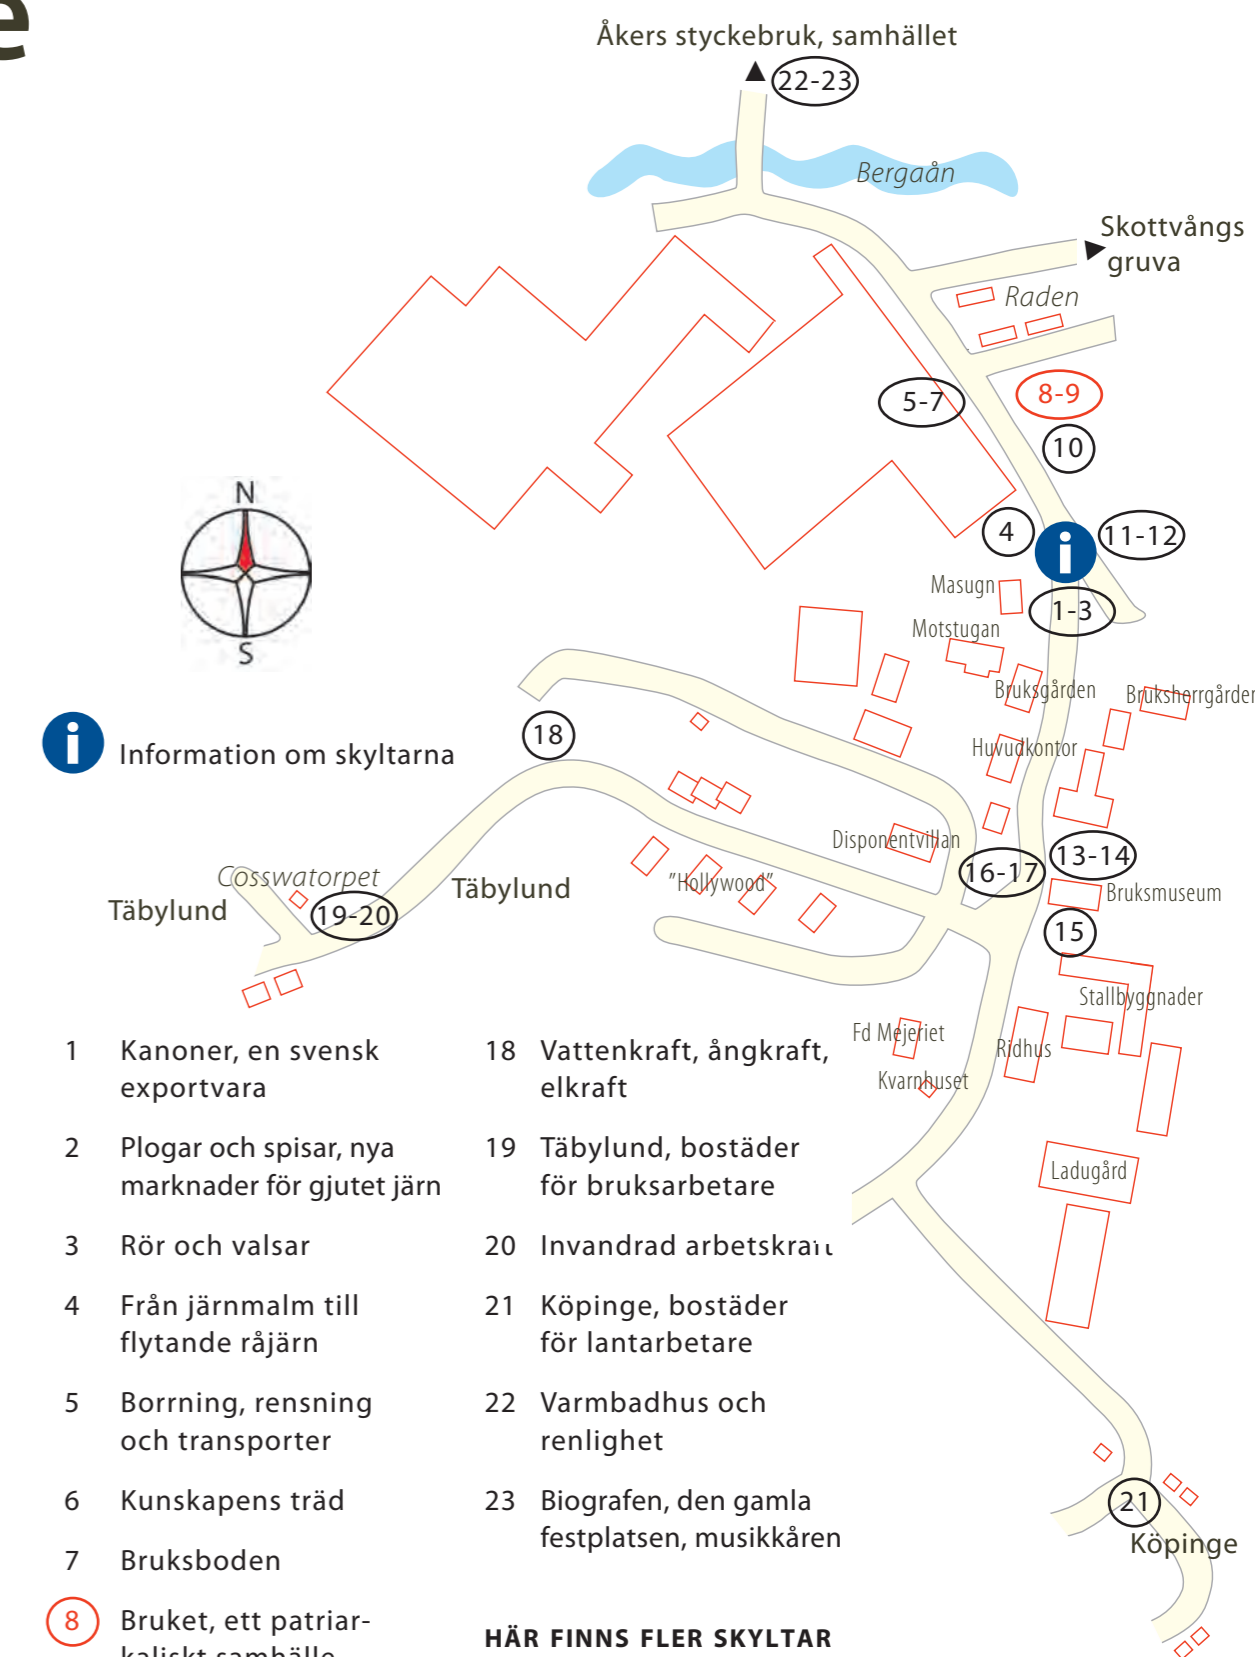 e
Åkers styckebruk, samhället
22-23
Bergaån
Skottvångs
gruva
Raden
5-7
8-9
10
N
S
4
i
11-12
Masugn
1-3
Motstugan
Bruksgården
Bruksherrgården
18
Huvudkontor
i
Information om skyltarna
Disponentvillan
13-14
16-17
Cosswatorpet
"Hollywood"
Täbylund
Bruksmuseum
Täbylund
19-20
15
Stallbyggnader
Fd Mejeriet
Ridhus
Kvarnhuset
Ladugård
21
Köpinge
1 Kanoner, en svensk
exportvara
2 Plogar och spisar, nya
marknader för gjutet järn
3 Rör och valsar
4 Från järnmalm till
flytande råjärn
5 Borrning, rensning
och transporter
6 Kunskapens träd
7 Bruksboden
8 Bruket, ett patriar-
kaliskt samhälle
18 Vattenkraft, ångkraft,
elkraft
19 Täbylund, bostäder
för bruksarbetare
20 Invandrad arbetskraft
21 Köpinge, bostäder
för lantarbetare
22 Varmbadhus och
renlighet
23 Biografen, den gamla
festplatsen, musikkåren
HÄR FINNS FLER SKYLTAR